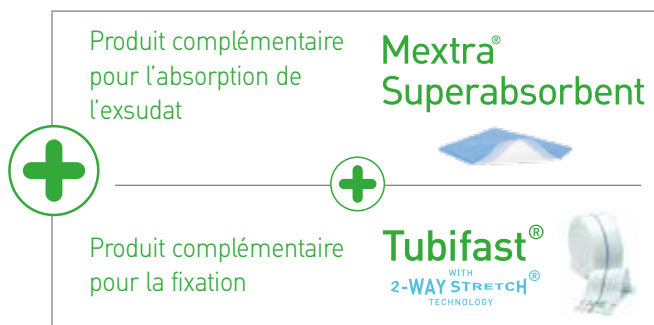 Produit complémentaire
pour l’absorption de
l’exsudat
Mextra®
Superabsorbent
Produit complémentaire
pour la fixation
Tubifast®
WITH
2-WAY STRETCH®
TECHNOLOGY